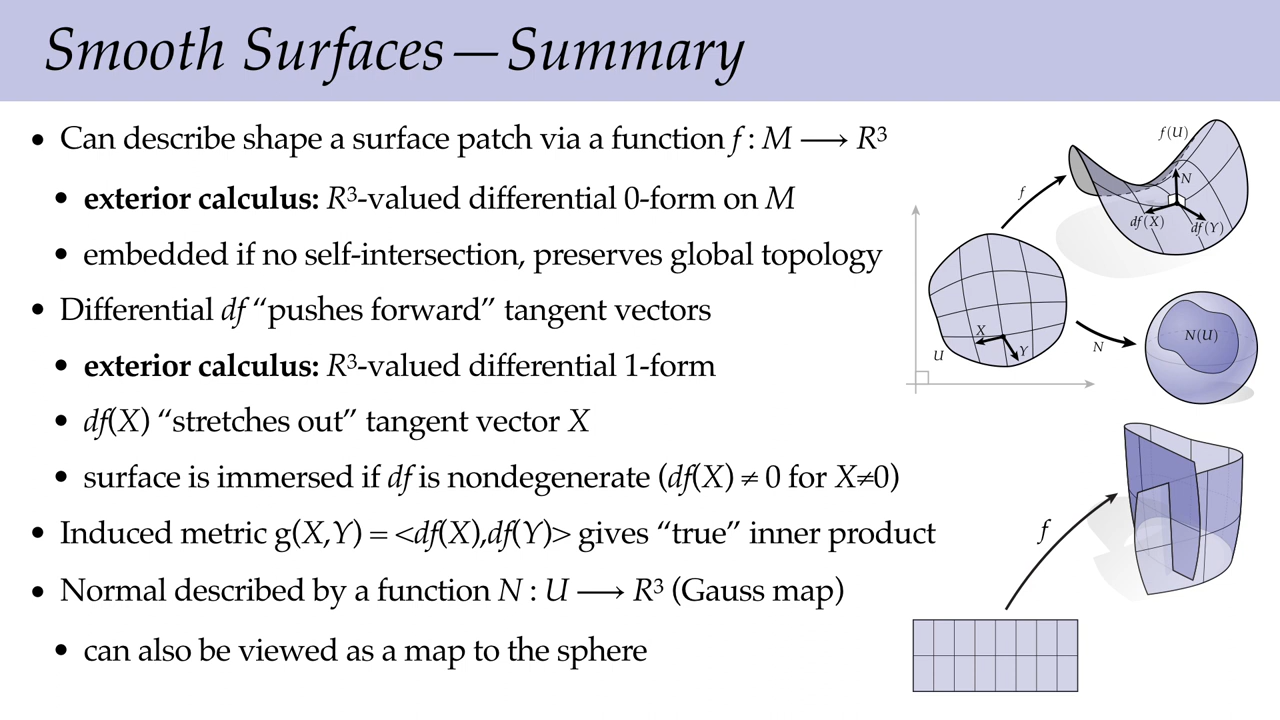 Smooth Surfaces — Summary
• Can describe shape a surface patch via a function f : M ⟶ R³
• exterior calculus: R³-valued differential 0-form on M
• embedded if no self-intersection, preserves global topology
• Differential df “pushes forward” tangent vectors
• exterior calculus: R³-valued differential 1-form
• df(X) “stretches out” tangent vector X
• surface is immersed if df is nondegenerate (df(X) ≠ 0 for X≠0)
• Induced metric g(X,Y) = <df(X),df(Y)> gives “true” inner product
• Normal described by a function N : U ⟶ R³ (Gauss map)
• can also be viewed as a map to the sphere
f(U)
N
f
df(X)
df(Y)
X
Y
U
N
N(U)
f